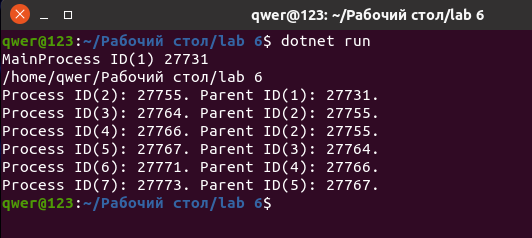 qwer@123: ~/Рабочий стол/lab 6
qwer@123:~/Рабочий стол/lab 6$ dotnet run
MainProcess ID(1) 27731
/home/qwer/Рабочий стол/lab 6
Process ID(2): 27755. Parent ID(1): 27731.
Process ID(3): 27764. Parent ID(2): 27755.
Process ID(4): 27766. Parent ID(2): 27755.
Process ID(5): 27767. Parent ID(3): 27764.
Process ID(6): 27771. Parent ID(4): 27766.
Process ID(7): 27773. Parent ID(5): 27767.
qwer@123:~/Рабочий стол/lab 6$